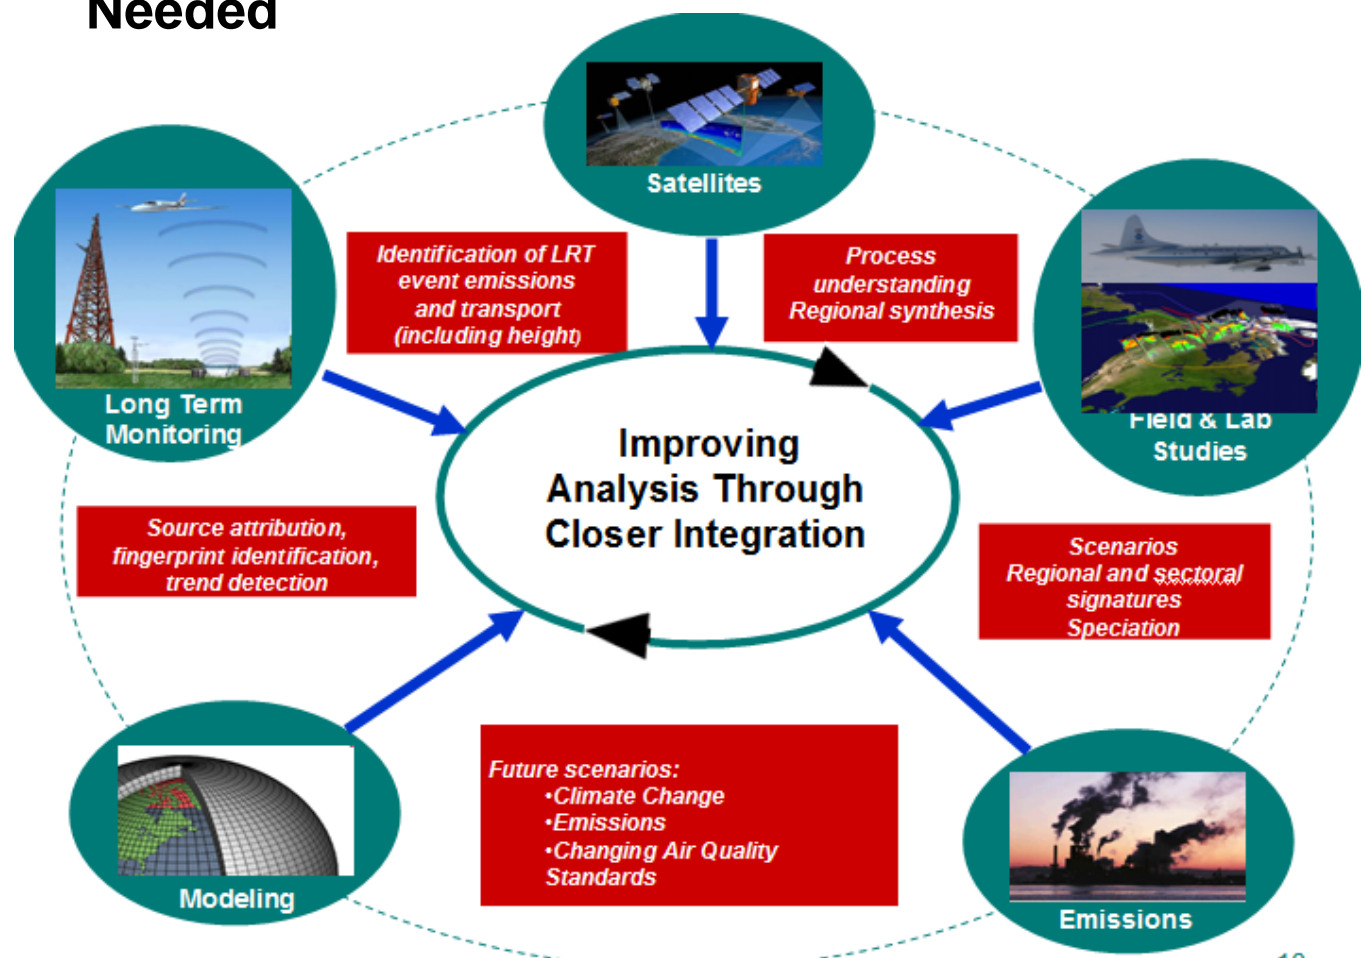 Needed
Satellites
Identification of LRT
event emissions
and transport
(including height)
Process
understanding
Regional synthesis
Long Term
Monitoring
Field & Lab
Studies
Improving
Analysis Through
Closer Integration
Source attribution,
fingerprint identification,
trend detection
Scenarios
Regional and sectoral
signatures
Speciation
Future scenarios:
•Climate Change
•Emissions
•Changing Air Quality
Standards
Modeling
Emissions